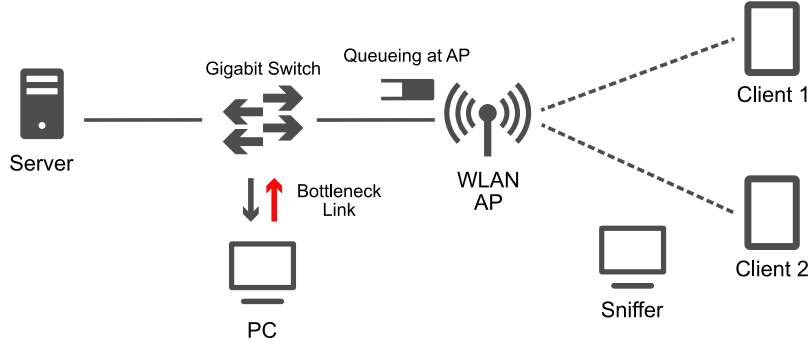 Queueing at AP
Gigabit Switch
Client 1
Server
WLAN
AP
Bottleneck
Link
Client 2
Sniffer
PC